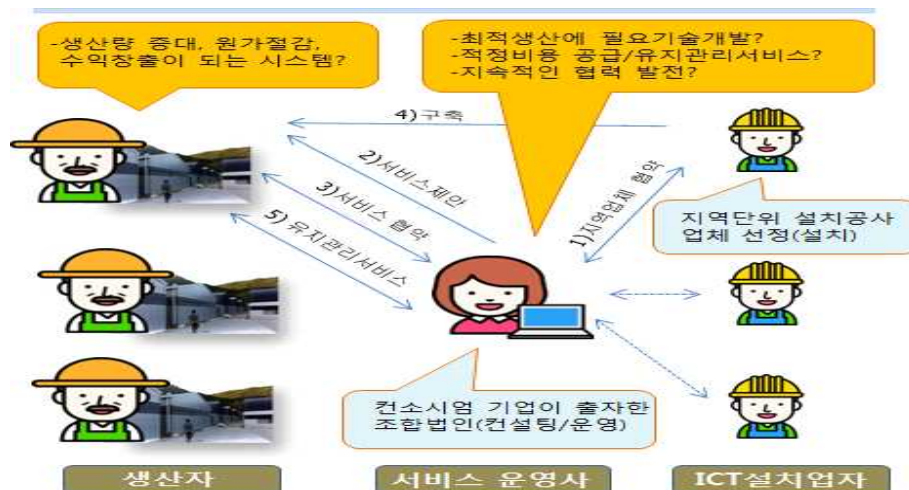 -생산량 증대, 원가절감,
수익창출이 되는 시스템?
-최적생산에 필요기술개발?
-적정비용 공급/유지관리서비스?
-지속적인 협력 발전?
4)구축
2)서비스제안
3)서비스 협약
5) 유지관리서비스
1)지역업체 협약
지역단위 설치공사
업체 선정(설치)
컨소시엄 기업이 출자한
조합법인(컨설팅/운영)
생산자
서비스 운영사
ICT설치업자